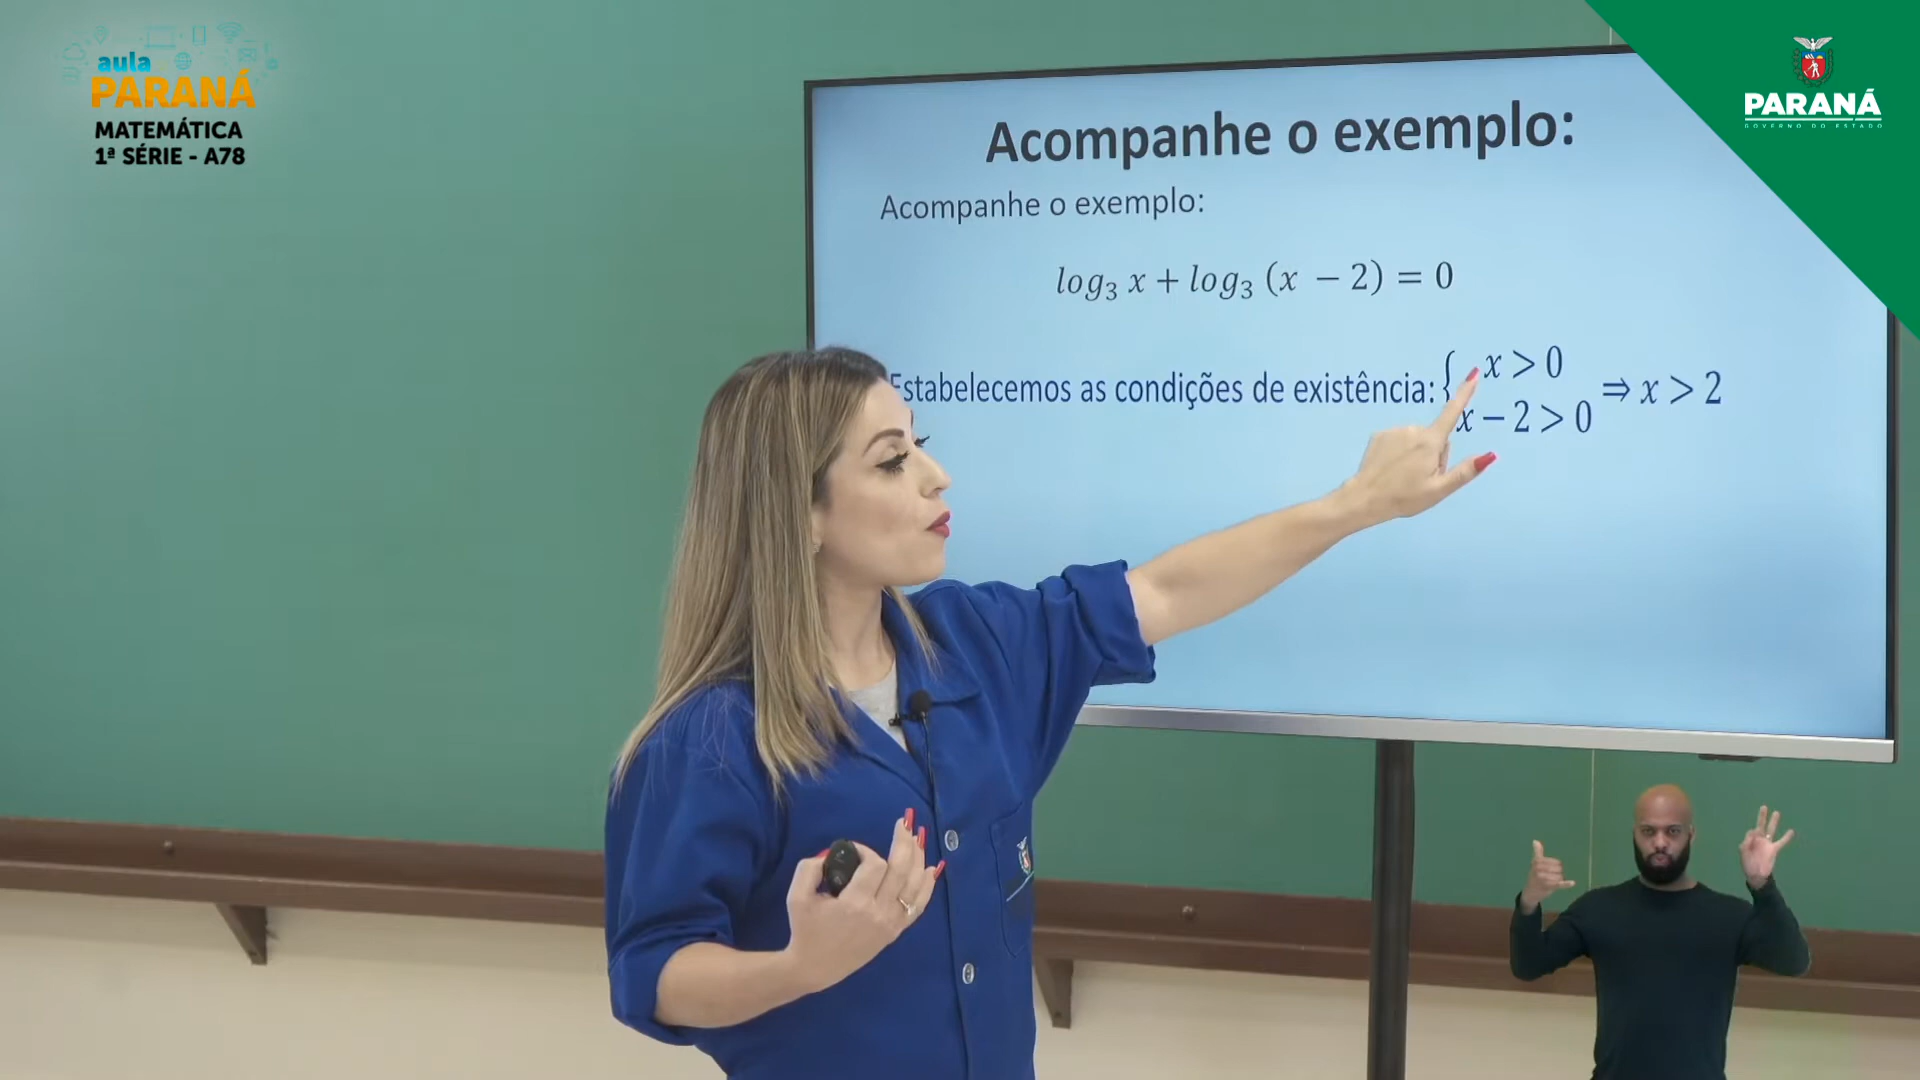 aula
PARANÁ
MATEMÁTICA
1ª SÉRIE - A78
PARANÁ
GOVERNO DO ESTADO
Acompanhe o exemplo:
Acompanhe o exemplo:
log₃ x + log₃ (x − 2) = 0
Estabelecemos as condições de existência: { x > 0
x − 2 > 0 ⇒ x > 2